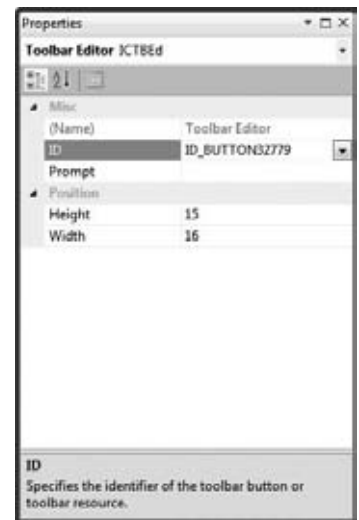 Properties
Toolbar Editor ICTBEd
Misc
(Name) Toolbar Editor
ID ID_BUTTON32779
Prompt
Position
Height 15
Width 16
ID
Specifies the identifier of the toolbar button or
toolbar resource.